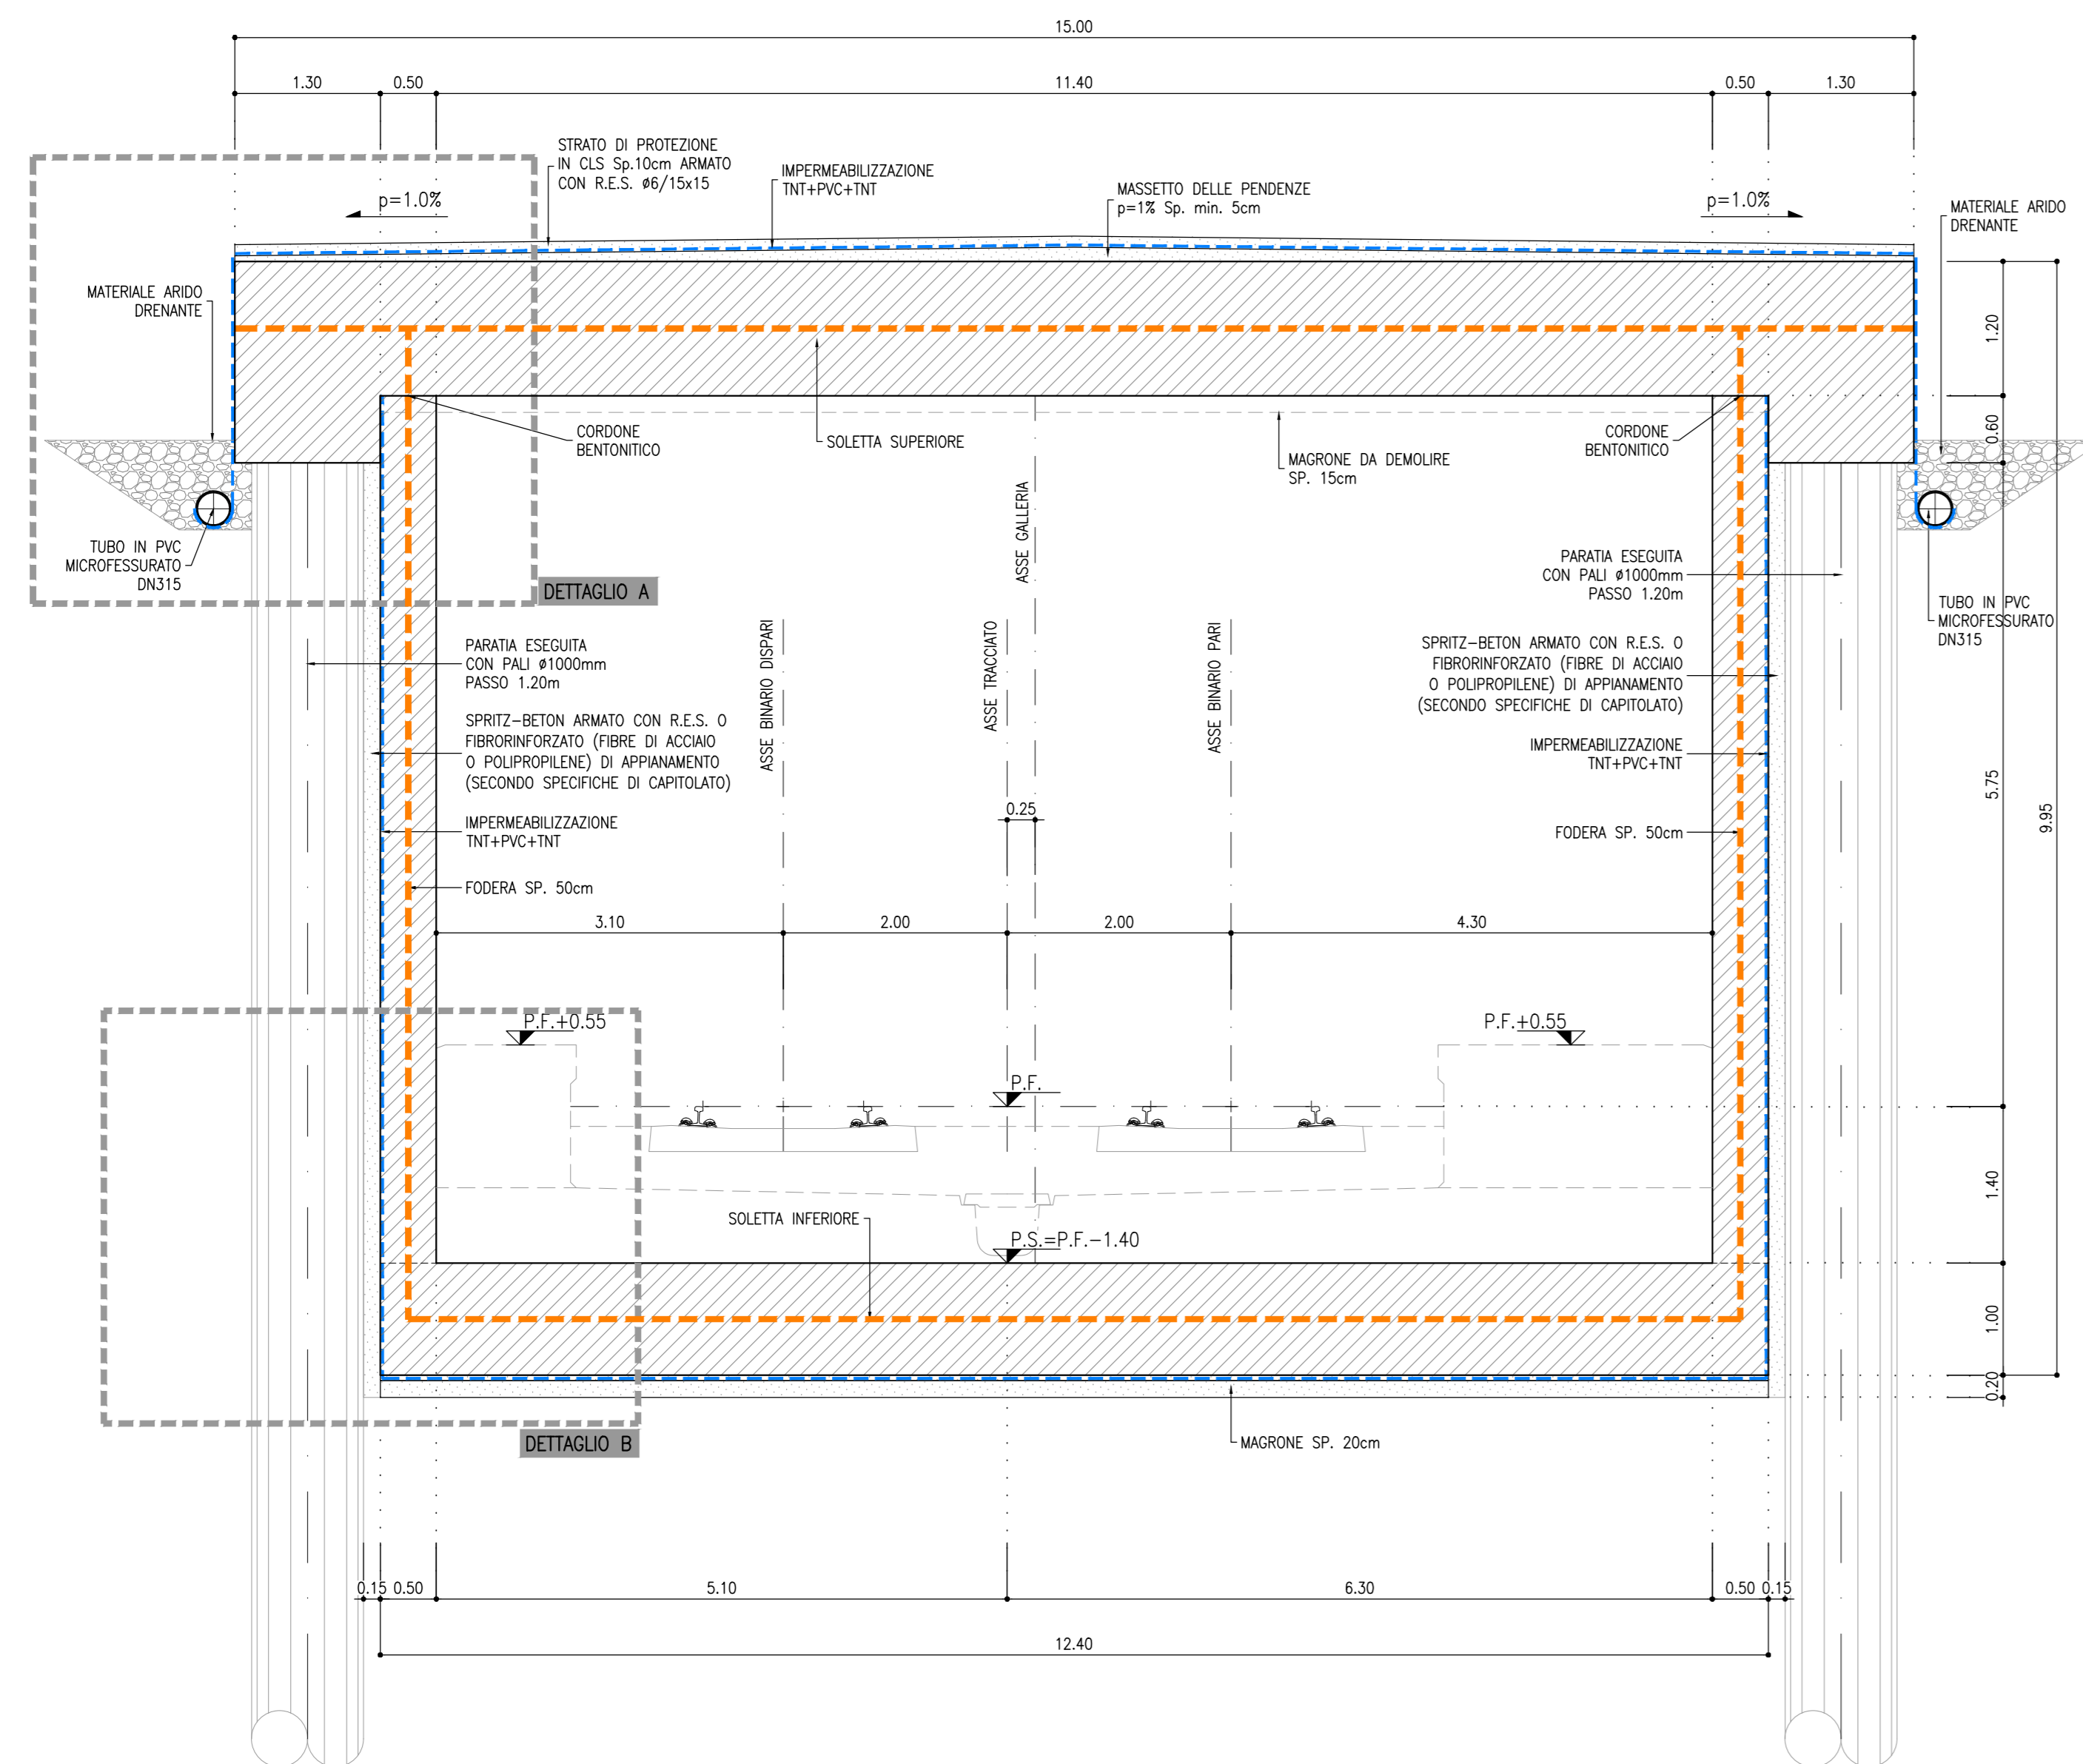 15.00
1.30
0.50
11.40
0.50
1.30
STRATO DI PROTEZIONE
IN CLS Sp.10cm ARMATO
CON R.E.S. ø6/15x15
IMPERMEABILIZZAZIONE
TNT+PVC+TNT
MASSETTO DELLE PENDENZE
p=1% Sp. min. 5cm
p=1.0%
p=1.0%
MATERIALE ARIDO
DRENANTE
MATERIALE ARIDO
DRENANTE
1.20
CORDONE
BENTONITICO
SOLETTA SUPERIORE
MAGRONE DA DEMOLIRE
SP. 15cm
CORDONE
BENTONITICO
0.60
ASSE GALLERIA
TUBO IN PVC
MICROFESSURATO
DN315
DETTAGLIO A
PARATIA ESEGUITA
CON PALI ø1000mm
PASSO 1.20m
TUBO IN PVC
MICROFESSURATO
DN315
PARATIA ESEGUITA
CON PALI ø1000mm
PASSO 1.20m
ASSE BINARIO DISPARI
ASSE TRACCIATO
ASSE BINARIO PARI
SPRITZ-BETON ARMATO CON R.E.S. O
FIBRORINFORZATO (FIBRE DI ACCIAIO
O POLIPROPILENE) DI APPIANAMENTO
(SECONDO SPECIFICHE DI CAPITOLATO)
SPRITZ-BETON ARMATO CON R.E.S. O
FIBRORINFORZATO (FIBRE DI ACCIAIO
O POLIPROPILENE) DI APPIANAMENTO
(SECONDO SPECIFICHE DI CAPITOLATO)
IMPERMEABILIZZAZIONE
TNT+PVC+TNT
5.75
9.95
0.25
IMPERMEABILIZZAZIONE
TNT+PVC+TNT
FODERA SP. 50cm
FODERA SP. 50cm
3.10
2.00
2.00
4.30
P.F.+0.55
P.F.+0.55
P.F.
1.40
SOLETTA INFERIORE
P.S.=P.F.-1.40
1.00
0.20
DETTAGLIO B
MAGRONE SP. 20cm
0.15
0.50
5.10
6.30
0.50
0.15
12.40